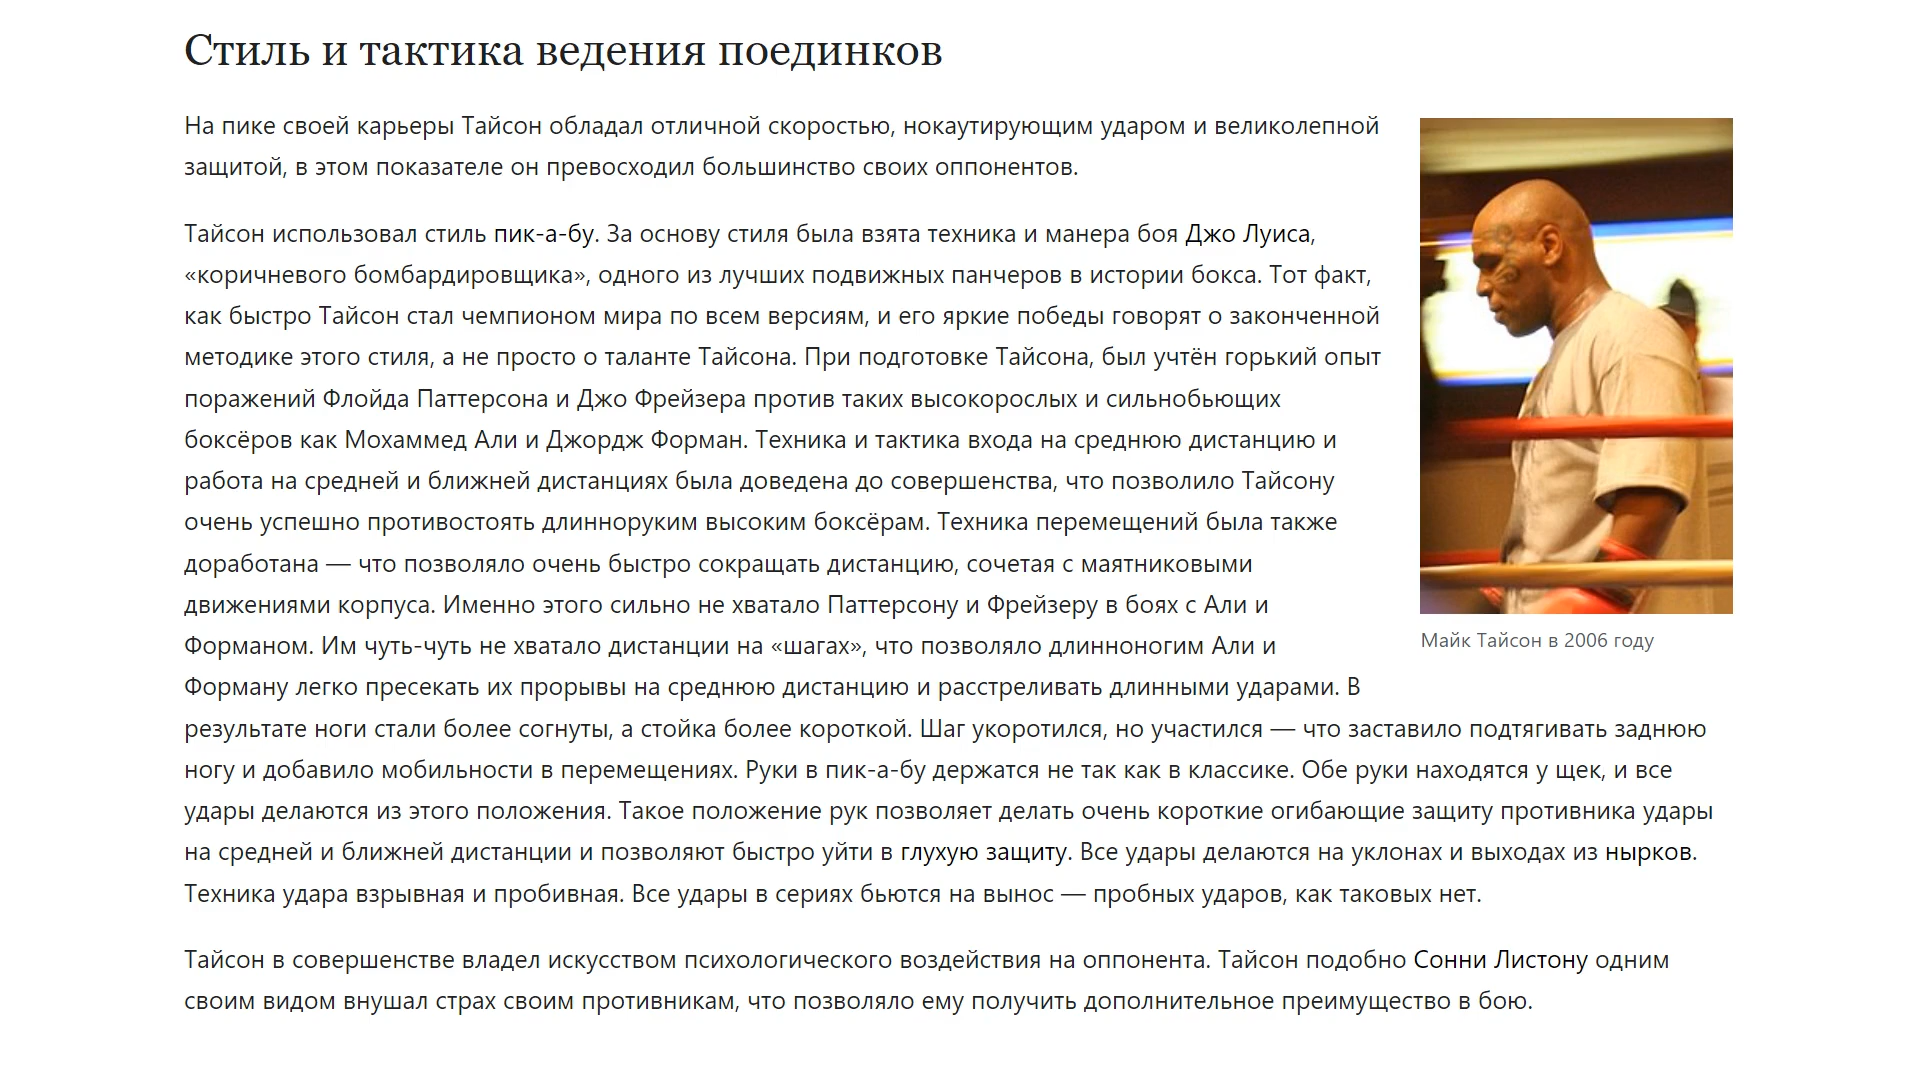 Стиль и тактика ведения поединков
На пике своей карьеры Тайсон обладал отличной скоростью, нокаутирующим ударом и великолепной
защитой, в этом показателе он превосходил большинство своих оппонентов.
Тайсон использовал стиль пик-а-бу. За основу стиля была взята техника и манера боя Джо Луиса,
«коричневого бомбардировщика», одного из лучших подвижных панчеров в истории бокса. Тот факт,
как быстро Тайсон стал чемпионом мира по всем версиям, и его яркие победы говорят о законченной
методике этого стиля, а не просто о таланте Тайсона. При подготовке Тайсона, был учтён горький опыт
поражений Флойда Паттерсона и Джо Фрейзера против таких высокорослых и сильнобьющих
боксёров как Мохаммед Али и Джордж Форман. Техника и тактика входа на среднюю дистанцию и
работа на средней и ближней дистанциях была доведена до совершенства, что позволило Тайсону
очень успешно противостоять длинноруким высоким боксёрам. Техника перемещений была также
доработана — что позволяло очень быстро сокращать дистанцию, сочетая с маятниковыми
движениями корпуса. Именно этого сильно не хватало Паттерсону и Фрейзеру в боях с Али и
Форманом. Им чуть-чуть не хватало дистанции на «шагах», что позволяло длинноногим Али и
Форману легко пресекать их прорывы на среднюю дистанцию и расстреливать длинными ударами. В
результате ноги стали более согнуты, а стойка более короткой. Шаг укоротился, но участился — что заставило подтягивать заднюю
ногу и добавило мобильности в перемещениях. Руки в пик-а-бу держатся не так как в классике. Обе руки находятся у щек, и все
удары делаются из этого положения. Такое положение рук позволяет делать очень короткие огибающие защиту противника удары
на средней и ближней дистанции и позволяют быстро уйти в глухую защиту. Все удары делаются на уклонах и выходах из нырков.
Техника удара взрывная и пробивная. Все удары в сериях бьются на вынос — пробных ударов, как таковых нет.
Тайсон в совершенстве владел искусством психологического воздействия на оппонента. Тайсон подобно Сонни Листону одним
своим видом внушал страх своим противникам, что позволяло ему получить дополнительное преимущество в бою.
Майк Тайсон в 2006 году